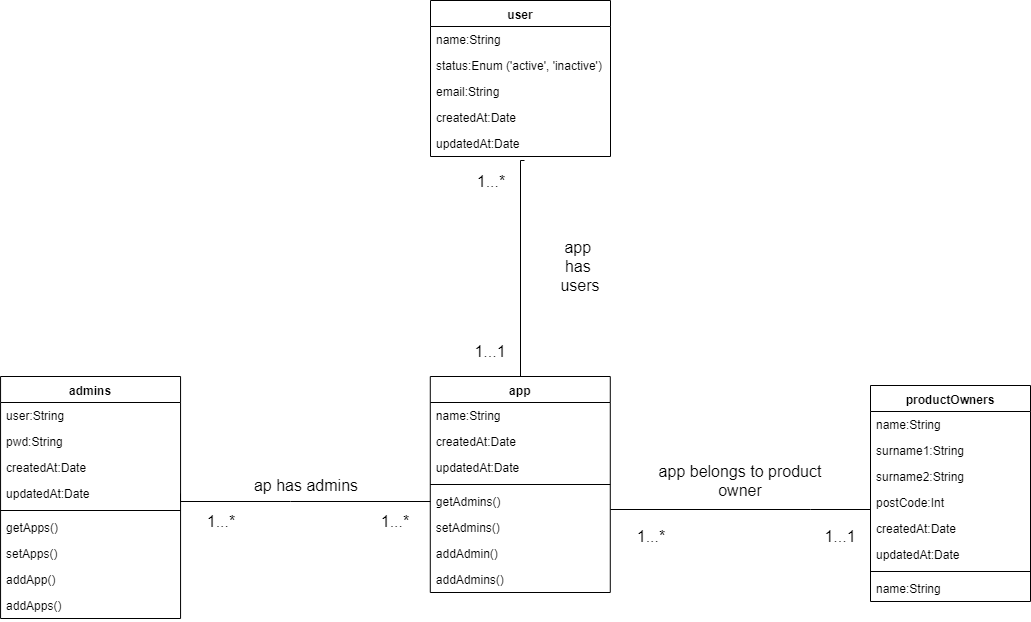 user
name:String
status:Enum ('active', 'inactive')
email:String
createdAt:Date
updatedAt:Date
1...*
app
has
users
1...1
admins
user:String
pwd:String
createdAt:Date
updatedAt:Date
getApps()
setApps()
addApp()
addApps()
ap has admins
1...*
1...*
app
name:String
createdAt:Date
updatedAt:Date
getAdmins()
setAdmins()
addAdmin()
addAdmins()
app belongs to product
owner
1...*
1...1
productOwners
name:String
surname1:String
surname2:String
postCode:Int
createdAt:Date
updatedAt:Date
name:String